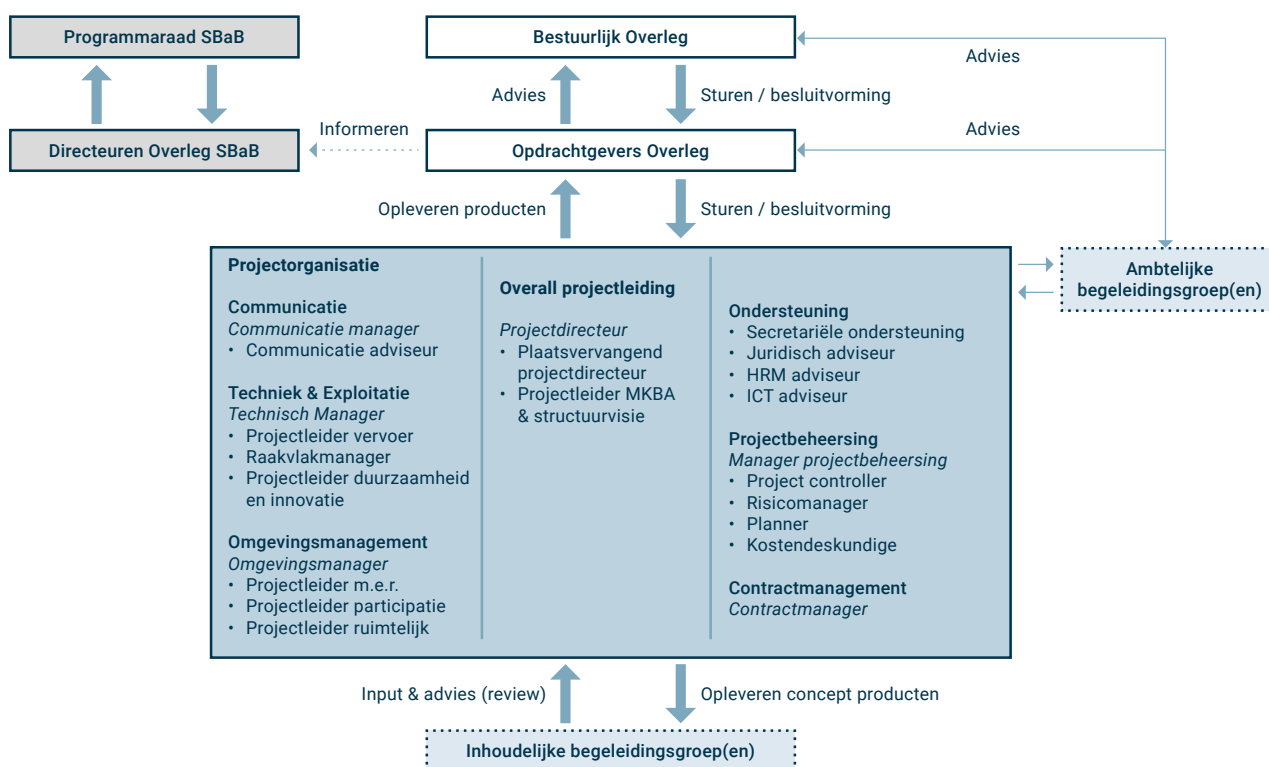 Programmaraad SBaB
Bestuurlijk Overleg
Advies
Advies
Sturen / besluitvorming
Informeren
Advies
Directeuren Overleg SBaB
Opdrachtgevers Overleg
Opleveren producten
Sturen / besluitvorming
Ambtelijke
begeleidingsgroep(en)
Projectorganisatie
Communicatie
Communicatie manager
• Communicatie adviseur
Techniek & Exploitatie
Technisch Manager
• Projectleider vervoer
• Raakvlakmanager
• Projectleider duurzaamheid
en innovatie
Omgevingsmanagement
Omgevingsmanager
• Projectleider m.e.r.
• Projectleider participatie
• Projectleider ruimtelijk
Overall projectleiding
Projectdirecteur
• Plaatsvervangend
projectdirecteur
• Projectleider MKBA
& structuurvisie
Ondersteuning
• Secretariële ondersteuning
• Juridisch adviseur
• HRM adviseur
• ICT adviseur
Projectbeheersing
Manager projectbeheersing
• Project controller
• Risicomanager
• Planner
• Kostendeskundige
Contractmanagement
Contractmanager
Input & advies (review)
Opleveren concept producten
Inhoudelijke begeleidingsgroep(en)